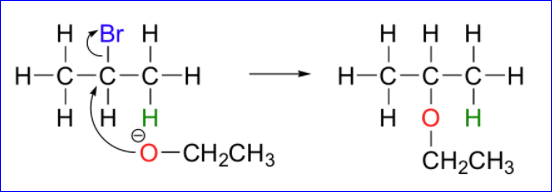 H Br H H H H
H–C–C–C–H H–C–C–C–H
H H H H O H
⊖
O–CH₂CH₃ CH₂CH₃